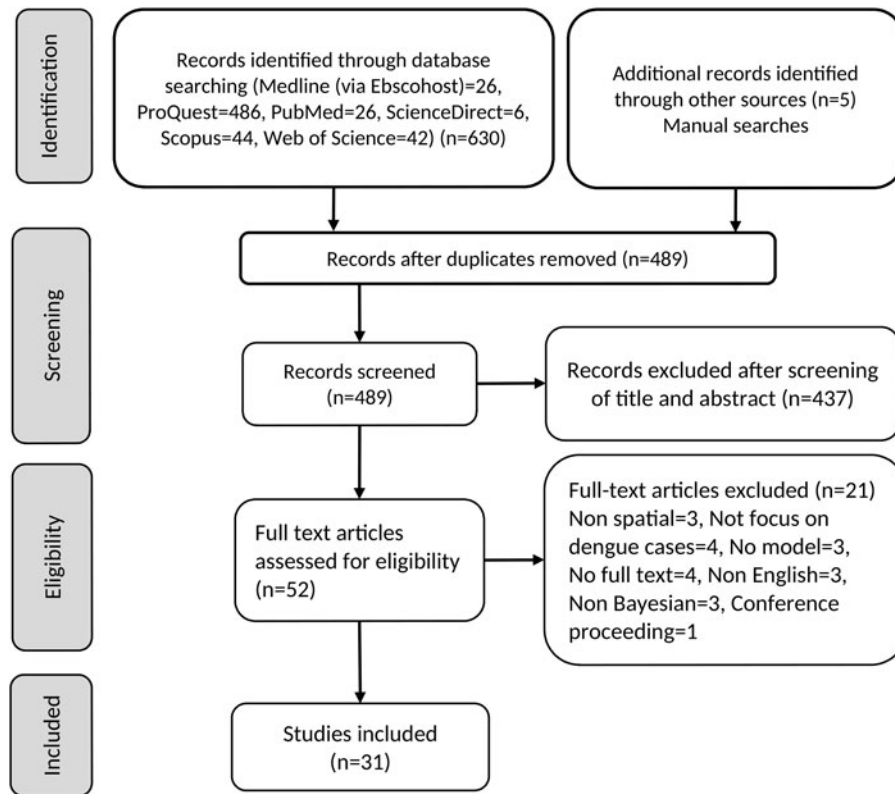 Identification
Records identified through database
searching (Medline (via Ebscohost)=26,
ProQuest=486, PubMed=26, ScienceDirect=6,
Scopus=44, Web of Science=42) (n=630)
Additional records identified
through other sources (n=5)
Manual searches
Screening
Records after duplicates removed (n=489)
Records screened
(n=489)
Records excluded after screening
of title and abstract (n=437)
Eligibility
Full text articles
assessed for eligibility
(n=52)
Full-text articles excluded (n=21)
Non spatial=3, Not focus on
dengue cases=4, No model=3,
No full text=4, Non English=3,
Non Bayesian=3, Conference
proceeding=1
Included
Studies included
(n=31)